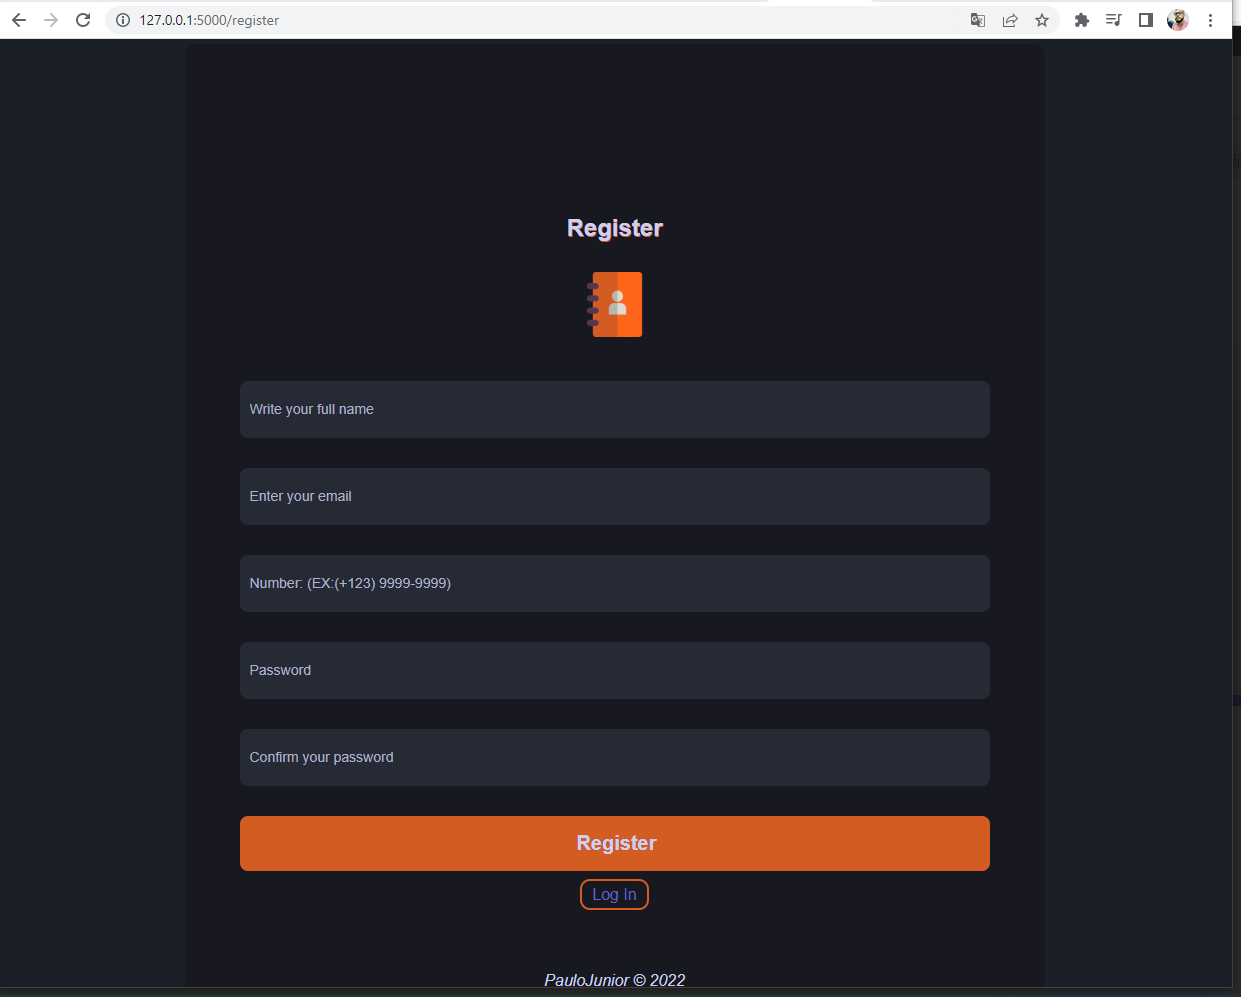 127.0.0.1:5000/register
Register
Write your full name
Enter your email
Number: (EX:(+123) 9999-9999)
Password
Confirm your password
Register
Log In
PauloJunior © 2022